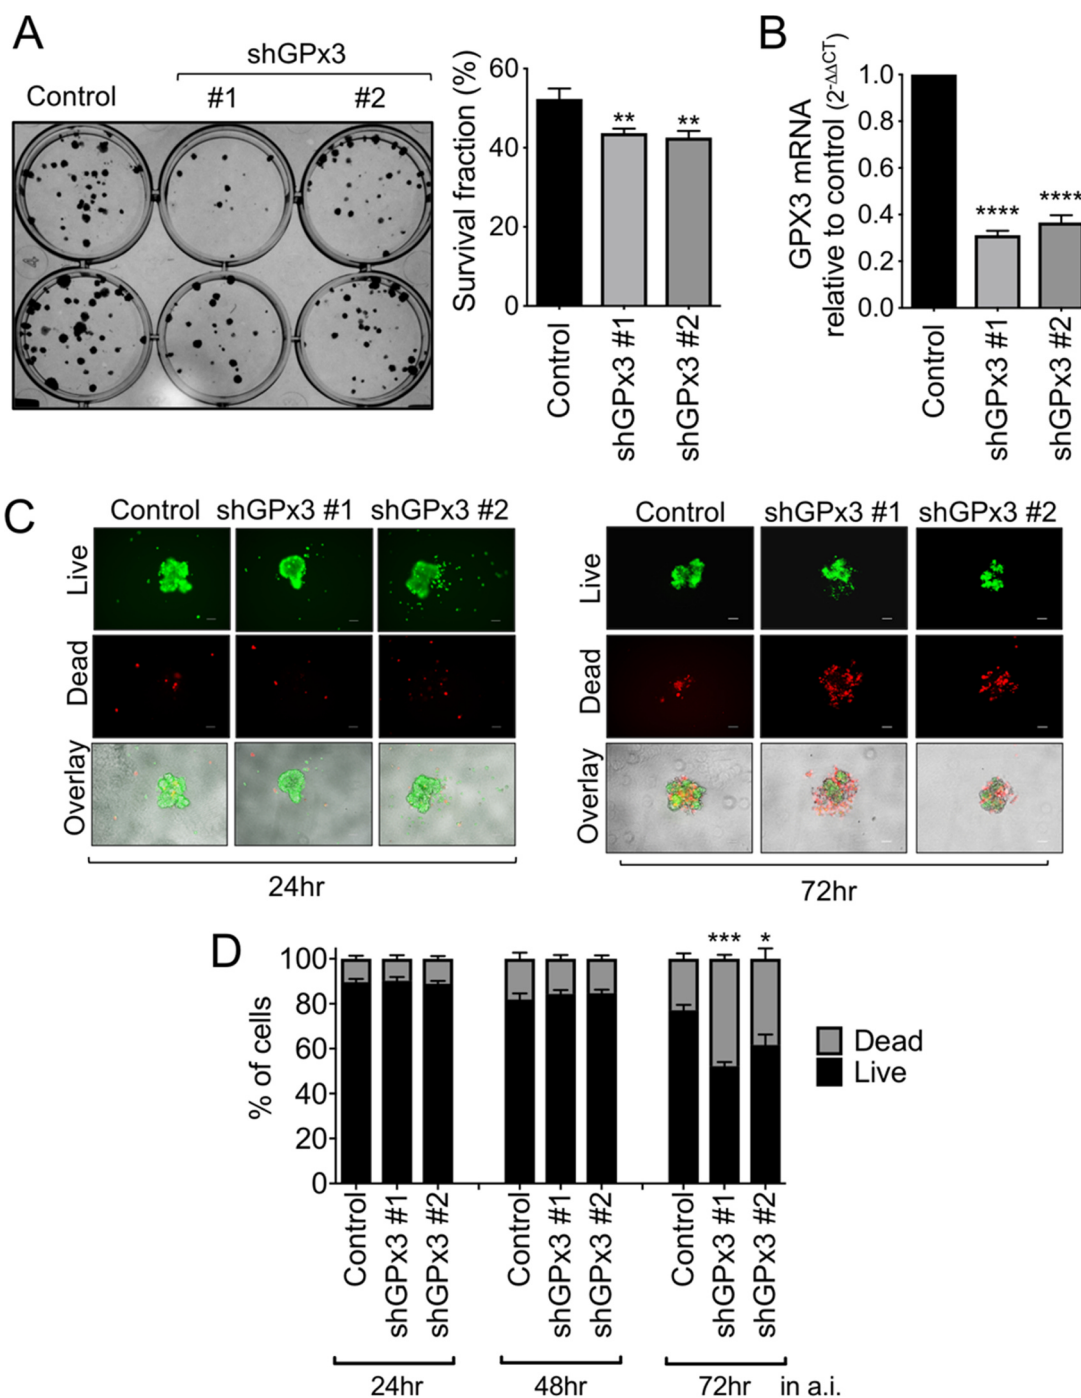 A
shGPx3
Control #1 #2
Survival fraction (%)
60
40
20
0
** **
Control
shGPx3 #1
shGPx3 #2
B
GPX3 mRNA
relative to control (2-ΔΔCT)
1.0
0.8
0.6
0.4
0.2
0.0
**** ****
Control
shGPx3 #1
shGPx3 #2
C
Control shGPx3 #1 shGPx3 #2
Live
Dead
Overlay
24hr
Control shGPx3 #1 shGPx3 #2
Live
Dead
Overlay
72hr
D
% of cells
100
80
60
40
20
0
*** *
Dead
Live
Control
shGPx3 #1
shGPx3 #2
Control
shGPx3 #1
shGPx3 #2
Control
shGPx3 #1
shGPx3 #2
24hr 48hr 72hr in a.i.